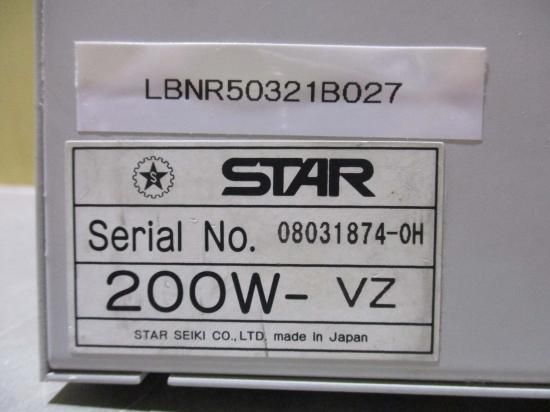 LBNR50321B027
STAR
Serial No. 08031874-0H
200W- VZ
STAR SEIKI CO.,LTD. made in Japan